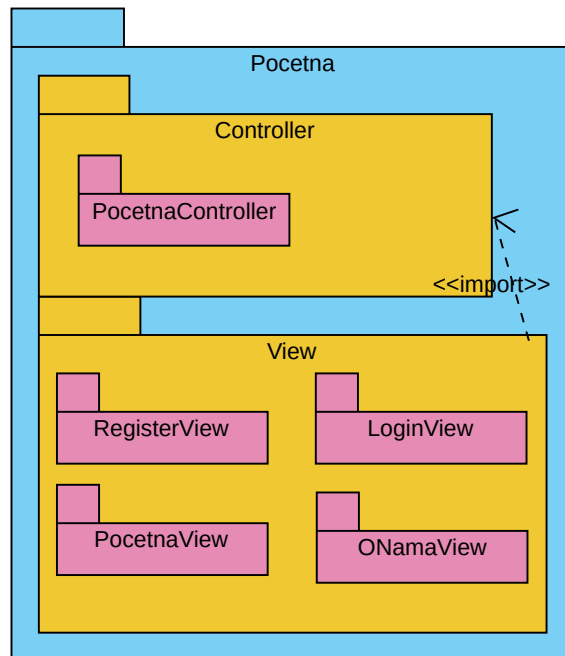 Pocetna
Controller
PocetnaController
<<import>>
View
RegisterView
LoginView
PocetnaView
ONamaView